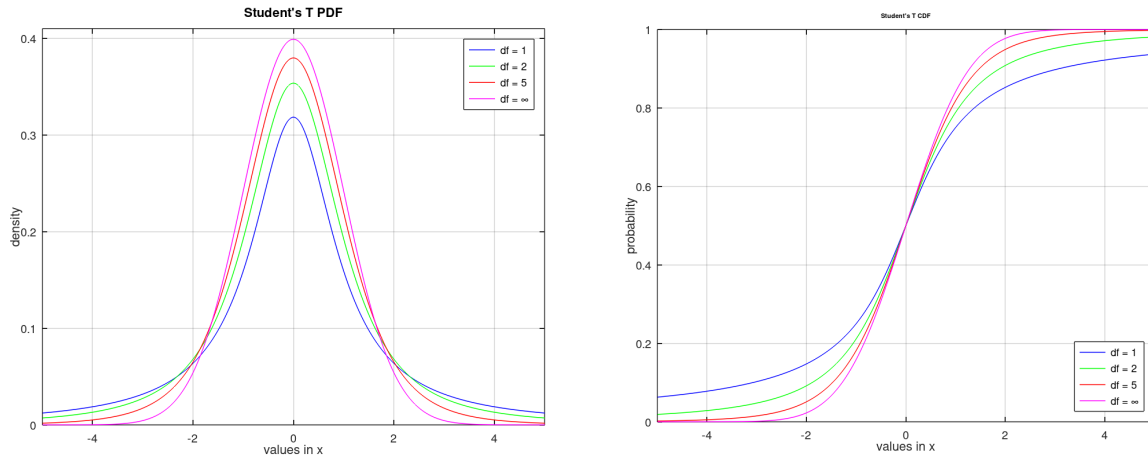 Student's T PDF
0.4
0.3
0.2
0.1
0
density
-4
-2
0
2
4
values in x
df = 1
df = 2
df = 5
df = ∞
Student's T CDF
1
0.8
0.6
0.4
0.2
0
probability
-4
-2
0
2
4
values in x
df = 1
df = 2
df = 5
df = ∞